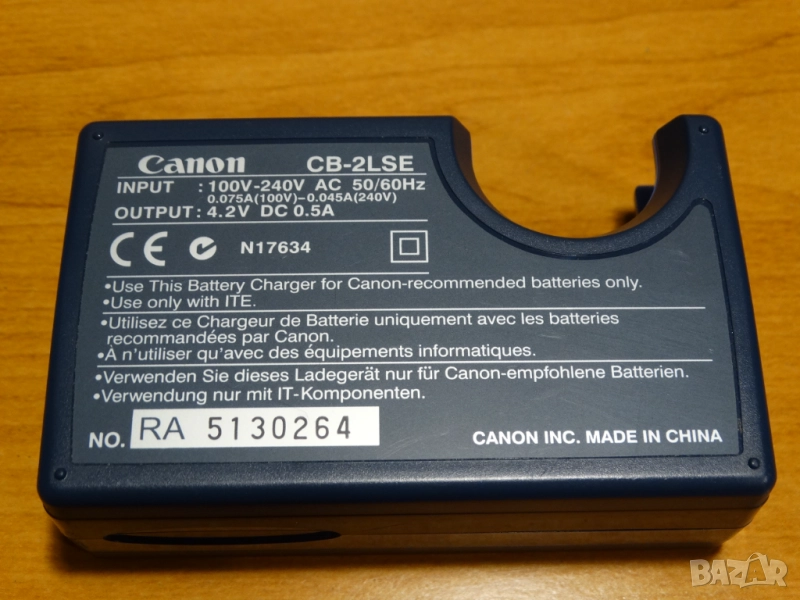 Canon CB-2LSE
INPUT : 100V-240V AC 50/60Hz
0.075A(100V)-0.045A(240V)
OUTPUT : 4.2V DC 0.5A
CE N17634
•Use This Battery Charger for Canon-recommended batteries only.
•Use only with ITE.
•Utilisez ce Chargeur de Batterie uniquement avec les batteries
recommandées par Canon.
•À n'utiliser qu'avec des équipements informatiques.
•Verwenden Sie dieses Ladegerät nur für Canon-empfohlene Batterien.
•Verwendung nur mit IT-Komponenten.
NO. RA 5130264 CANON INC. MADE IN CHINA
BAZAR